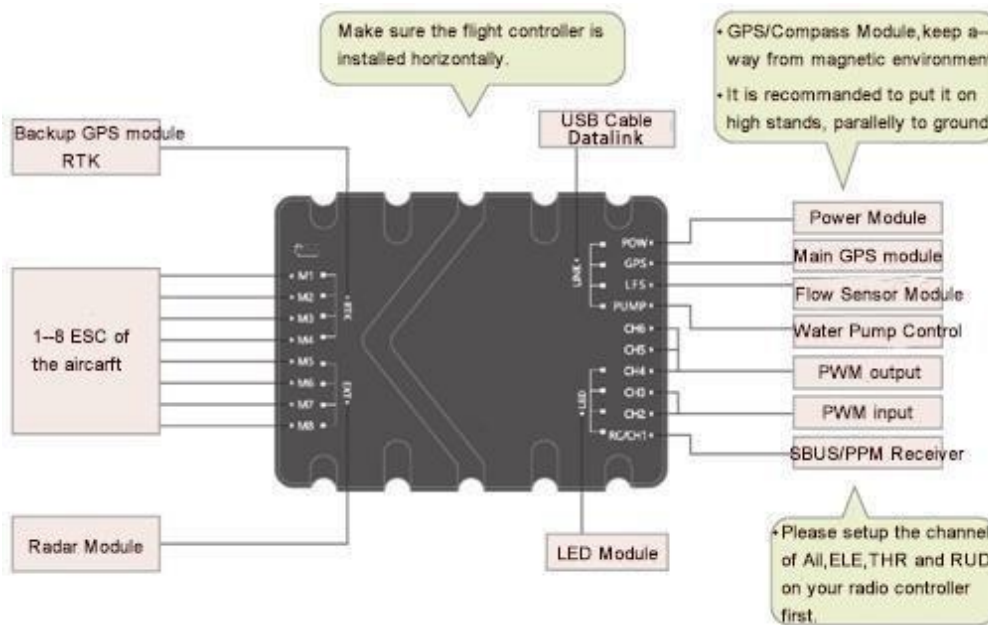 Make sure the flight controller is
installed horizontally.
• GPS/Compass Module,keep a--
way from magnetic environment
• It is recommanded to put it on
high stands, parallelly to ground
Backup GPS module
RTK
USB Cable
Datalink
1--8 ESC of
the aircarft
Radar Module
M1
M2
M3
M4
M5
M6
M7
M8
RTK
EXT
LINK
LED
POW
GPS
LFS
PUMP
CH6
CH5
CH4
CH3
CH2
RC/CH1
Power Module
Main GPS module
Flow Sensor Module
Water Pump Control
PWM output
PWM input
SBUS/PPM Receiver
LED Module
• Please setup the channel
of Ail,ELE,THR and RUD
on your radio controller
first.